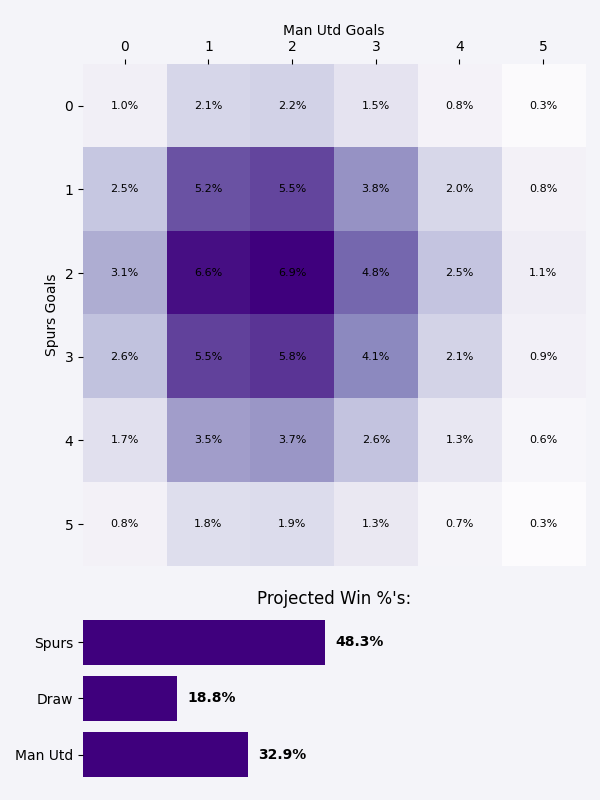 Man Utd Goals
0 1 2 3 4 5
Spurs Goals
0 1.0% 2.1% 2.2% 1.5% 0.8% 0.3%
1 2.5% 5.2% 5.5% 3.8% 2.0% 0.8%
2 3.1% 6.6% 6.9% 4.8% 2.5% 1.1%
3 2.6% 5.5% 5.8% 4.1% 2.1% 0.9%
4 1.7% 3.5% 3.7% 2.6% 1.3% 0.6%
5 0.8% 1.8% 1.9% 1.3% 0.7% 0.3%
Projected Win %'s:
Spurs 48.3%
Draw 18.8%
Man Utd 32.9%